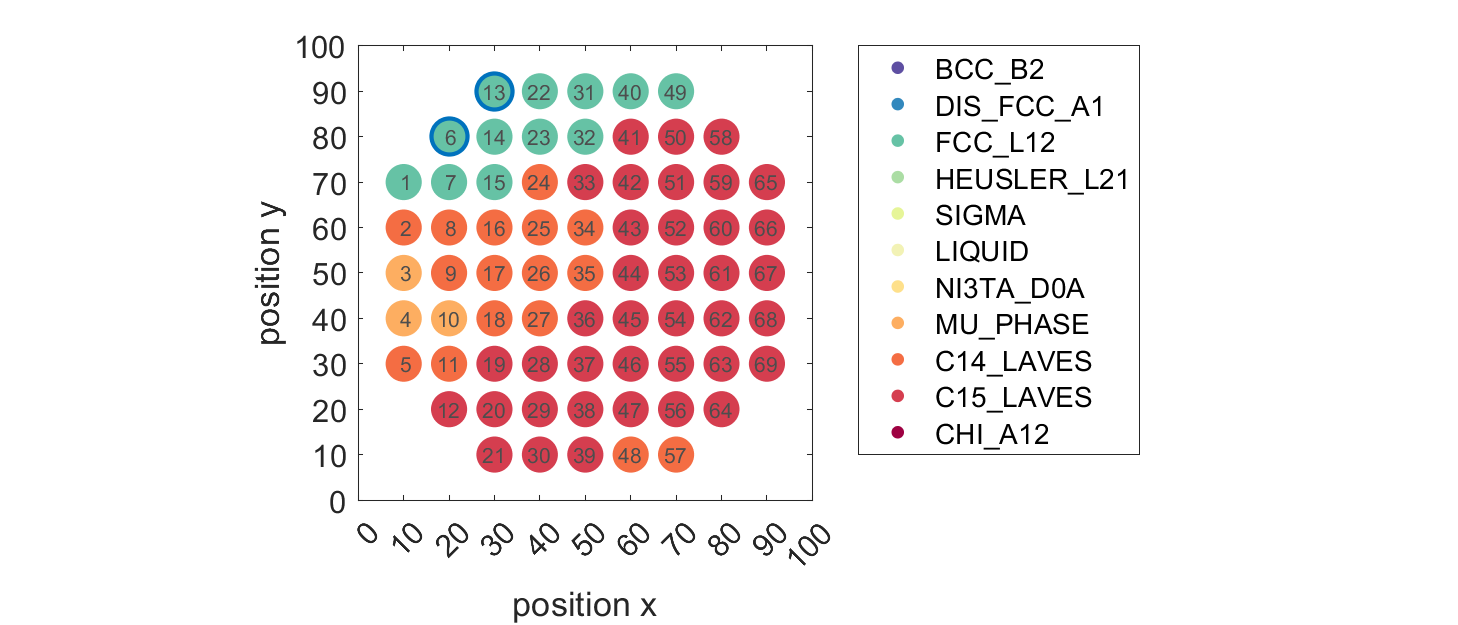 100
90 13 22 31 40 49
80 6 14 23 32 41 50 58
70 1 7 15 24 33 42 51 59 65
60 2 8 16 25 34 43 52 60 66
50 3 9 17 26 35 44 53 61 67
40 4 10 18 27 36 45 54 62 68
30 5 11 19 28 37 46 55 63 69
20 12 20 29 38 47 56 64
10 21 30 39 48 57
0
position y
0 10 20 30 40 50 60 70 80 90 100
position x
BCC_B2
DIS_FCC_A1
FCC_L12
HEUSLER_L21
SIGMA
LIQUID
NI3TA_D0A
MU_PHASE
C14_LAVES
C15_LAVES
CHI_A12